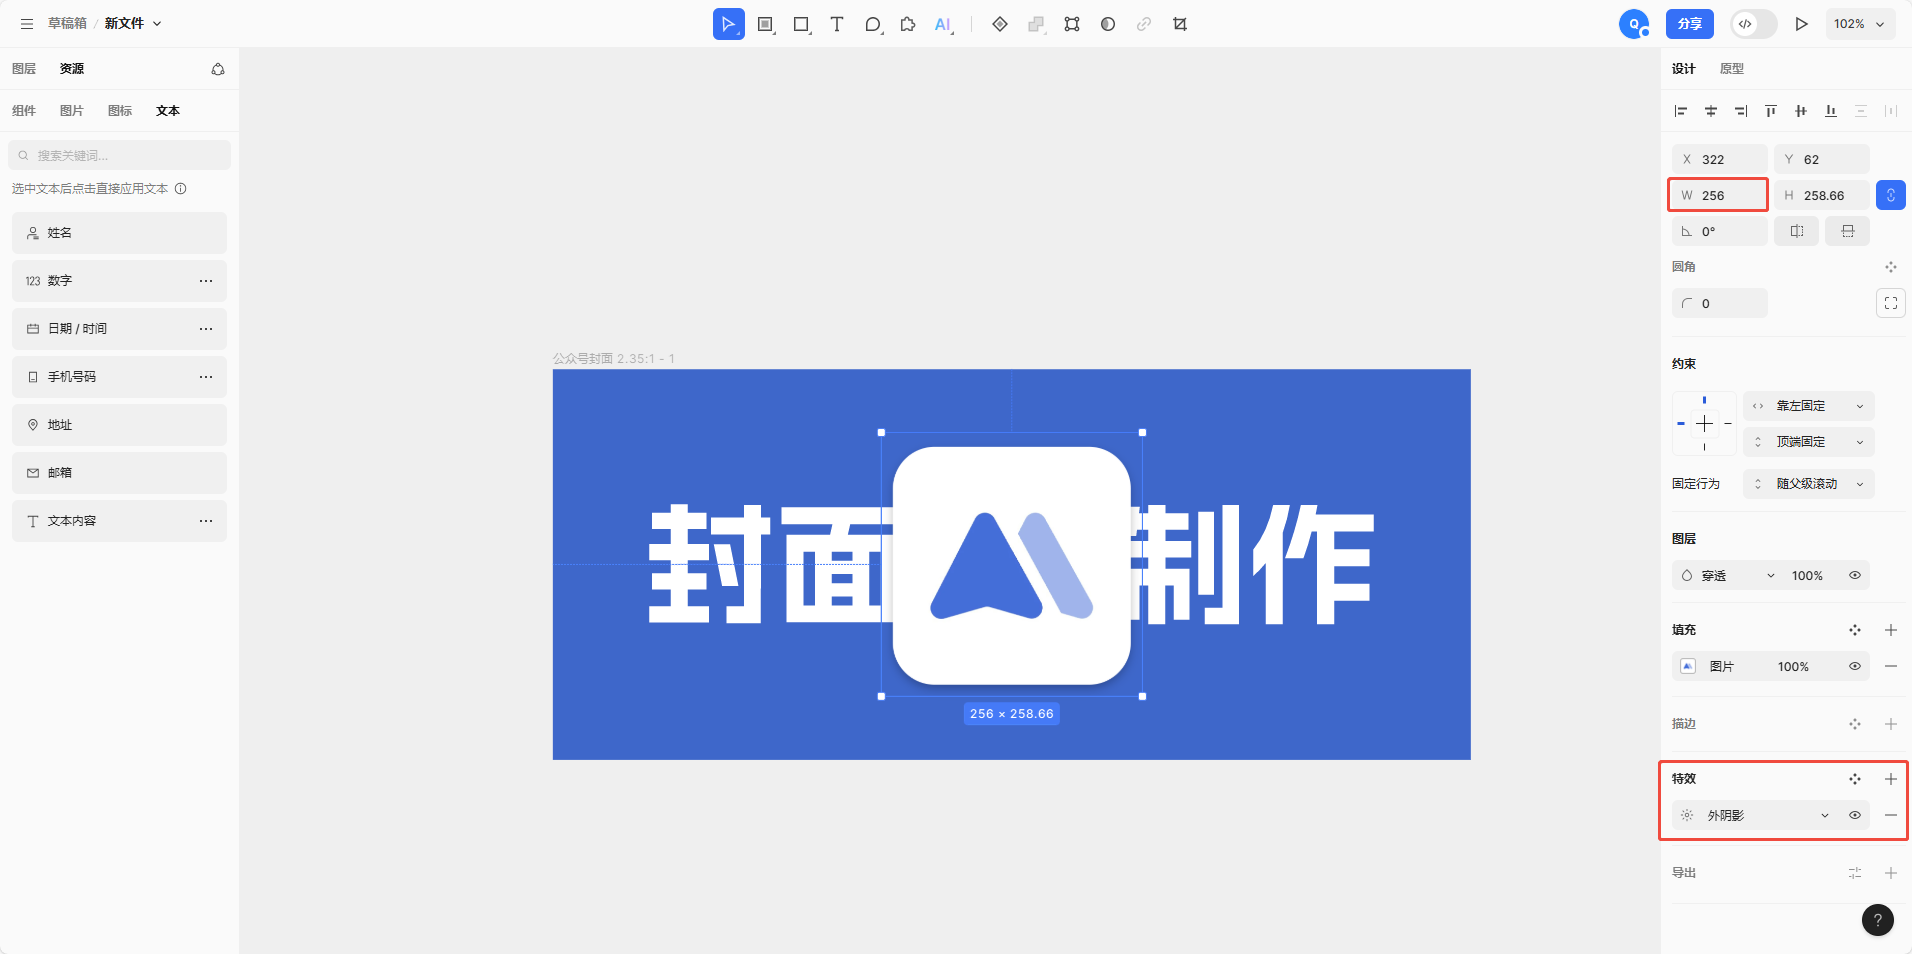 草稿箱 / 新文件
AI
Q
分享
102%
图层 资源
组件 图片 图标 文本
搜索关键词...
选中文本后点击直接应用文本
姓名
123 数字
日期 / 时间
手机号码
地址
邮箱
文本内容
公众号封面 2.35:1 - 1
封面
制作
256 × 258.66
设计 原型
X 322 Y 62
W 256 H 258.66
0°
圆角
0
约束
靠左固定
顶端固定
固定行为 随父级滚动
图层
穿透 100%
填充
图片 100%
描边
特效
外阴影
导出
?